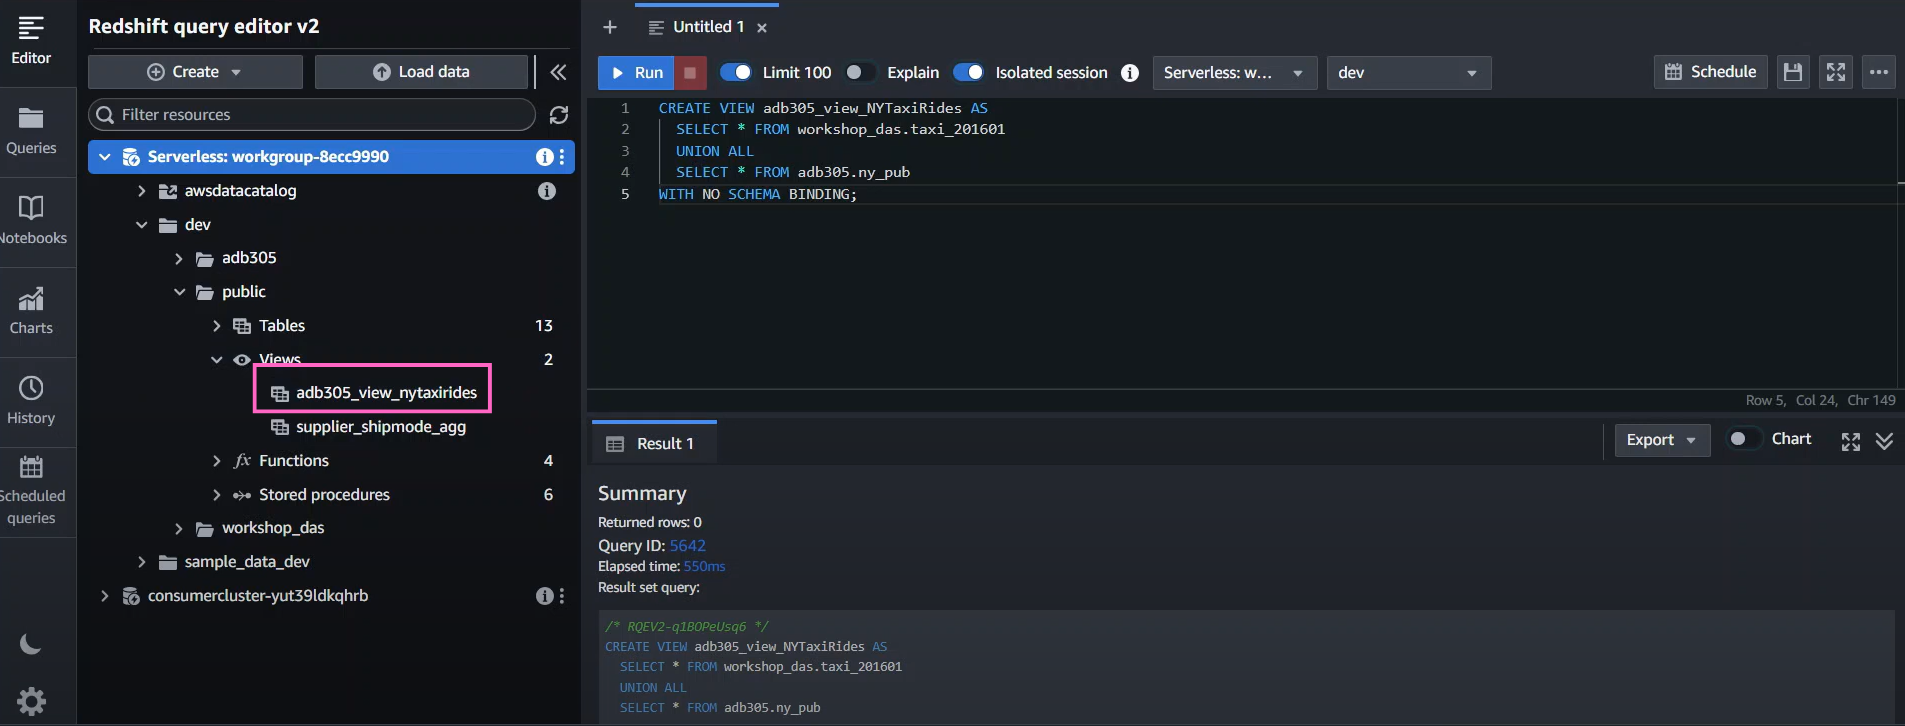 Editor
Queries
Notebooks
Charts
History
Scheduled
queries
Redshift query editor v2
Create
Load data
Filter resources
Serverless: workgroup-8ecc9990
awsdatacatalog
dev
adb305
public
Tables 13
Views 2
adb305_view_nytaxirides
supplier_shipmode_agg
fx Functions 4
Stored procedures 6
workshop_das
sample_data_dev
consumercluster-yut39ldkqhrb
Untitled 1
Run Limit 100 Explain Isolated session Serverless: w... dev Schedule
1 CREATE VIEW adb305_view_NYTaxiRides AS
2 SELECT * FROM workshop_das.taxi_201601
3 UNION ALL
4 SELECT * FROM adb305.ny_pub
5 WITH NO SCHEMA BINDING;
Row 5, Col 24, Chr 149
Result 1
Export Chart
Summary
Returned rows: 0
Query ID: 5642
Elapsed time: 550ms
Result set query:
/* RQEV2-q1BOPeUsq6 */
CREATE VIEW adb305_view_NYTaxiRides AS
SELECT * FROM workshop_das.taxi_201601
UNION ALL
SELECT * FROM adb305.ny_pub